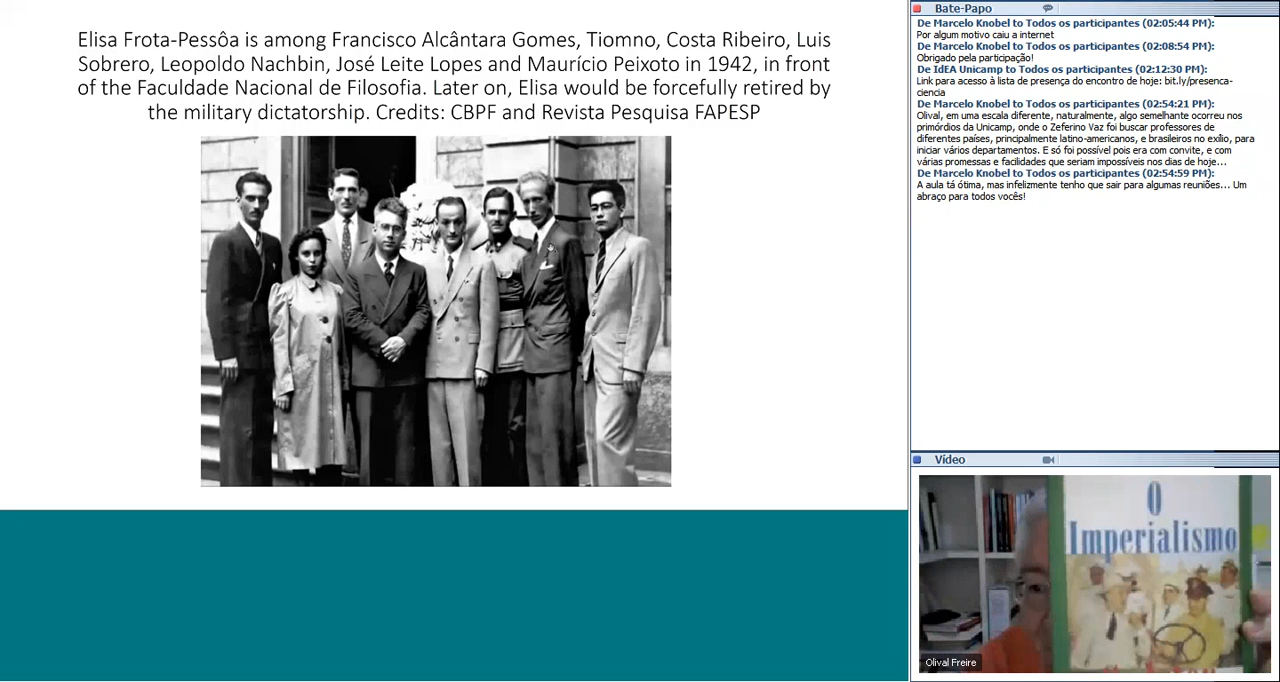 Elisa Frota-Pessôa is among Francisco Alcântara Gomes, Tiomno, Costa Ribeiro, Luis
Sobrero, Leopoldo Nachbin, José Leite Lopes and Maurício Peixoto in 1942, in front
of the Faculdade Nacional de Filosofia. Later on, Elisa would be forcefully retired by
the military dictatorship. Credits: CBPF and Revista Pesquisa FAPESP
Bate-Papo
De Marcelo Knobel to Todos os participantes (02:05:44 PM):
Por algum motivo caiu a internet
De Marcelo Knobel to Todos os participantes (02:08:54 PM):
Obrigado pela participação!
De IdEA Unicamp to Todos os participantes (02:12:30 PM):
Link para acesso à lista de presença do encontro de hoje: bit.ly/presenca-
ciencia
De Marcelo Knobel to Todos os participantes (02:54:21 PM):
Olival, em uma escala diferente, naturalmente, algo semelhante ocorreu nos
primórdios da Unicamp, onde o Zeferino Vaz foi buscar professores de
diferentes países, principalmente latino-americanos, e brasileiros no exílio, para
iniciar vários departamentos. E só foi possível pois era com convite, e com
várias promessas e facilidades que seriam impossíveis nos dias de hoje...
De Marcelo Knobel to Todos os participantes (02:54:59 PM):
A aula tá ótima, mas infelizmente tenho que sair para algumas reuniões... Um
abraço para todos vocês!
Vídeo
O
Imperialismo
Olival Freire